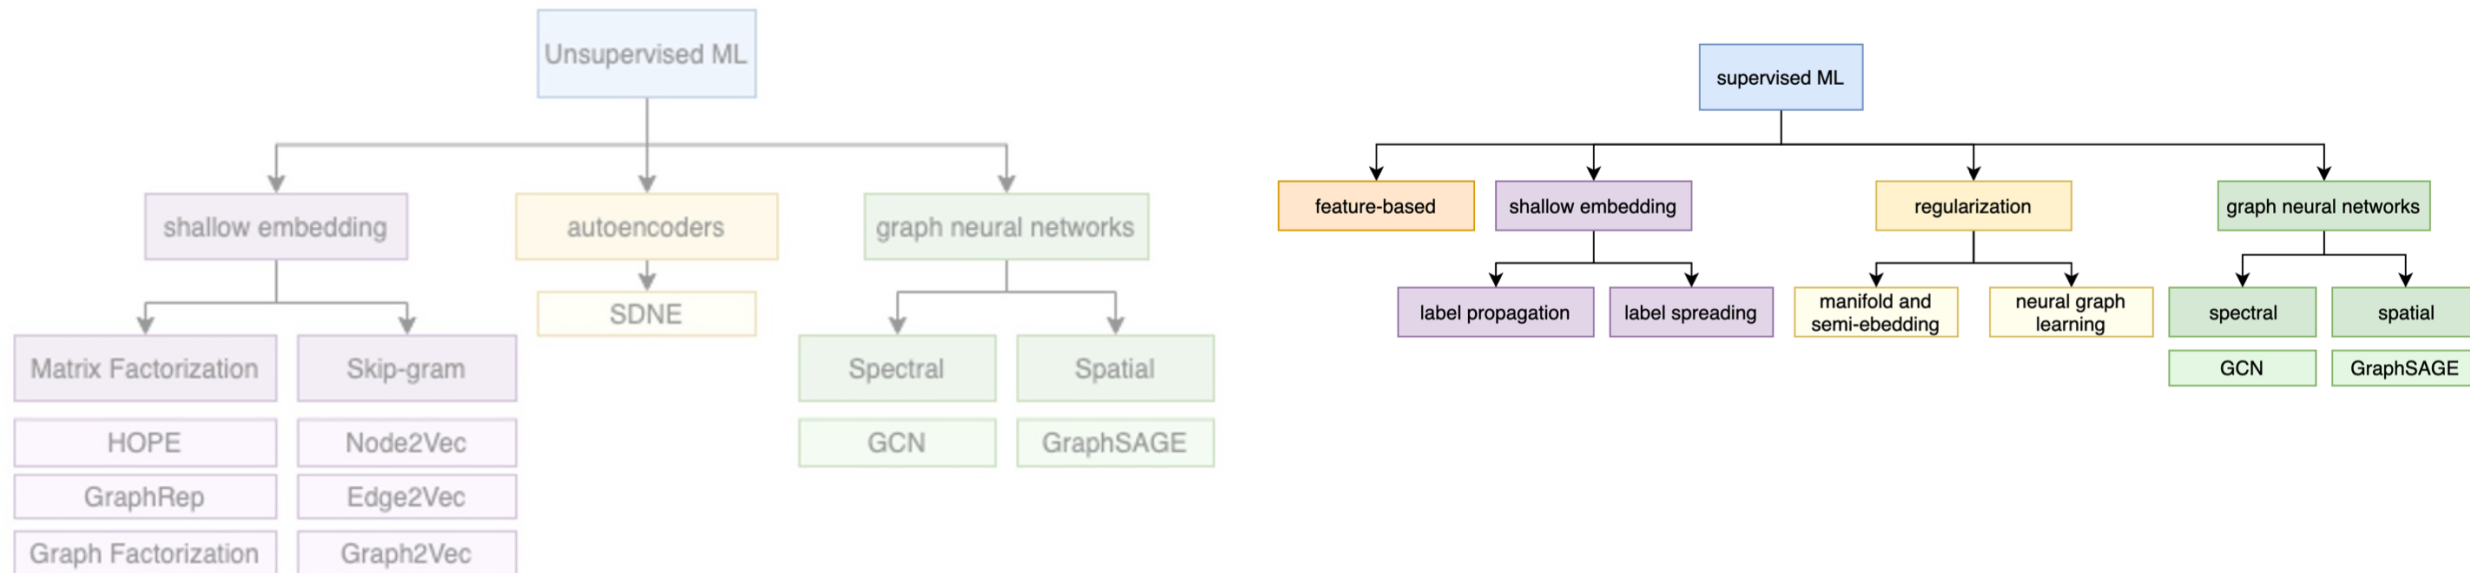 Unsupervised ML
shallow embedding
autoencoders
graph neural networks
SDNE
Matrix Factorization
Skip-gram
Spectral
Spatial
HOPE
Node2Vec
GCN
GraphSAGE
GraphRep
Edge2Vec
Graph Factorization
Graph2Vec
supervised ML
feature-based
shallow embedding
regularization
graph neural networks
label propagation
label spreading
manifold and
semi-ebedding
neural graph
learning
spectral
spatial
GCN
GraphSAGE